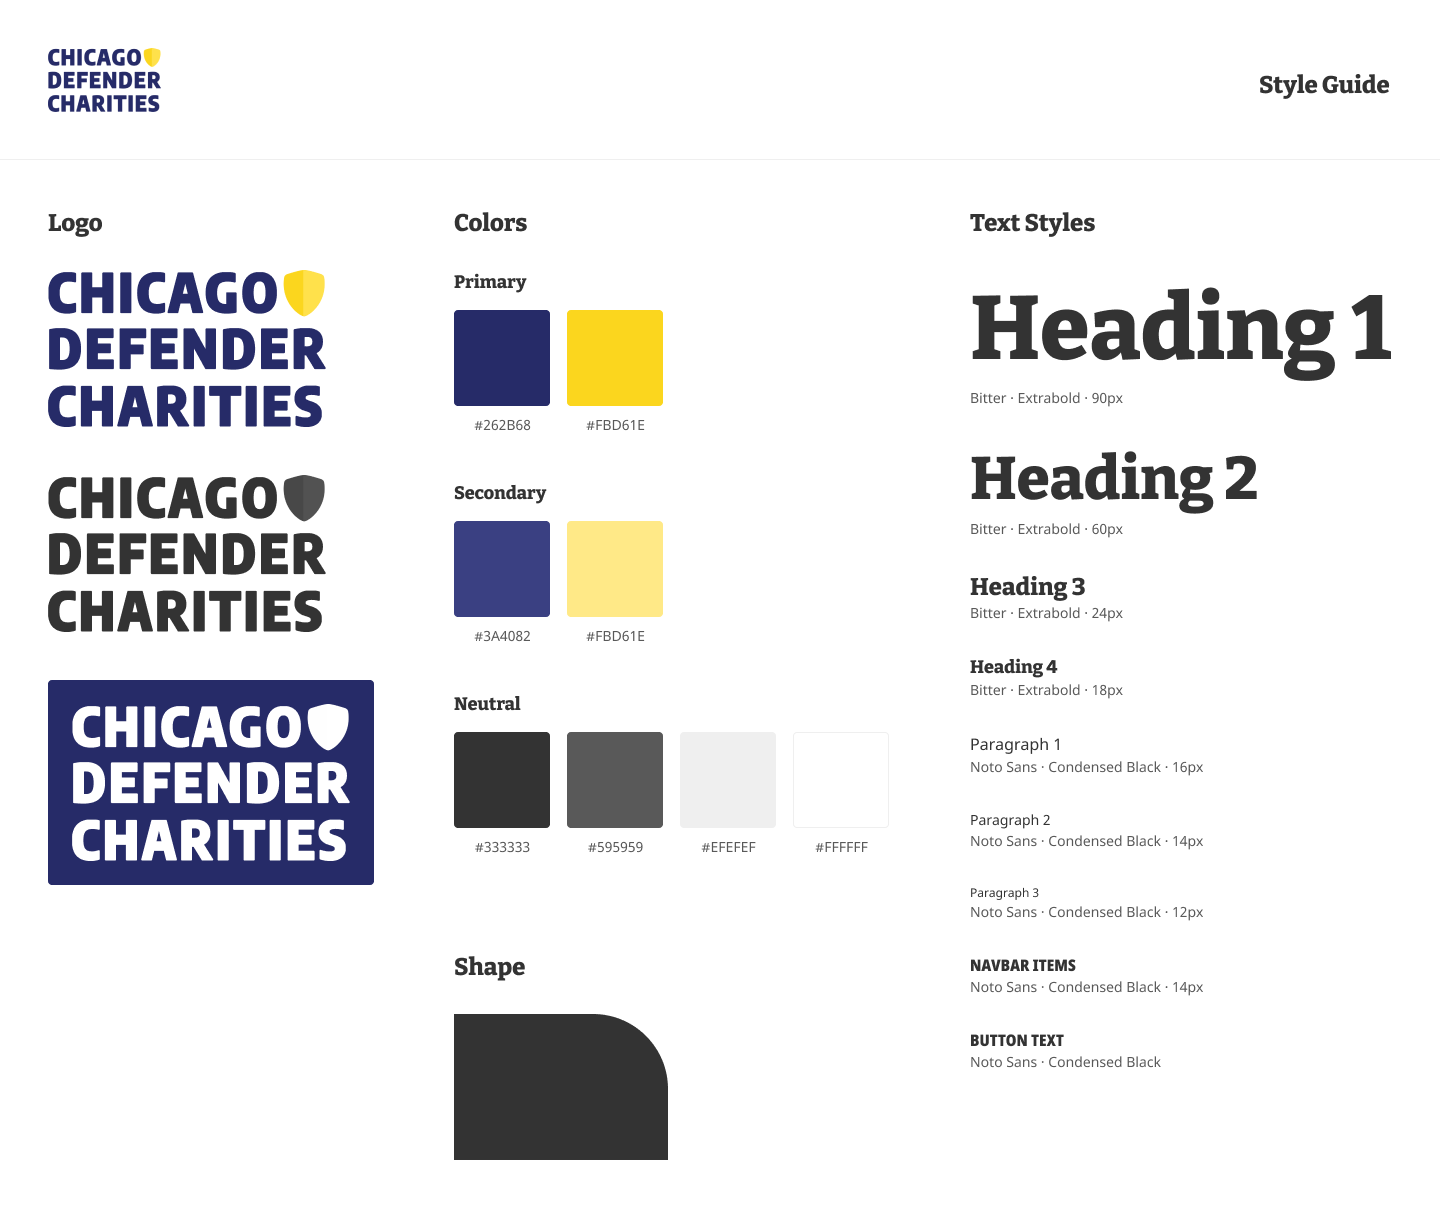 CHICAGO
DEFENDER
CHARITIES
Style Guide
Logo
CHICAGO
DEFENDER
CHARITIES
CHICAGO
DEFENDER
CHARITIES
CHICAGO
DEFENDER
CHARITIES
Colors
Primary
#262B68 #FBD61E
Secondary
#3A4082 #FBD61E
Neutral
#333333 #595959 #EFEFEF #FFFFFF
Shape
Text Styles
Heading 1
Bitter · Extrabold · 90px
Heading 2
Bitter · Extrabold · 60px
Heading 3
Bitter · Extrabold · 24px
Heading 4
Bitter · Extrabold · 18px
Paragraph 1
Noto Sans · Condensed Black · 16px
Paragraph 2
Noto Sans · Condensed Black · 14px
Paragraph 3
Noto Sans · Condensed Black · 12px
NAVBAR ITEMS
Noto Sans · Condensed Black · 14px
BUTTON TEXT
Noto Sans · Condensed Black